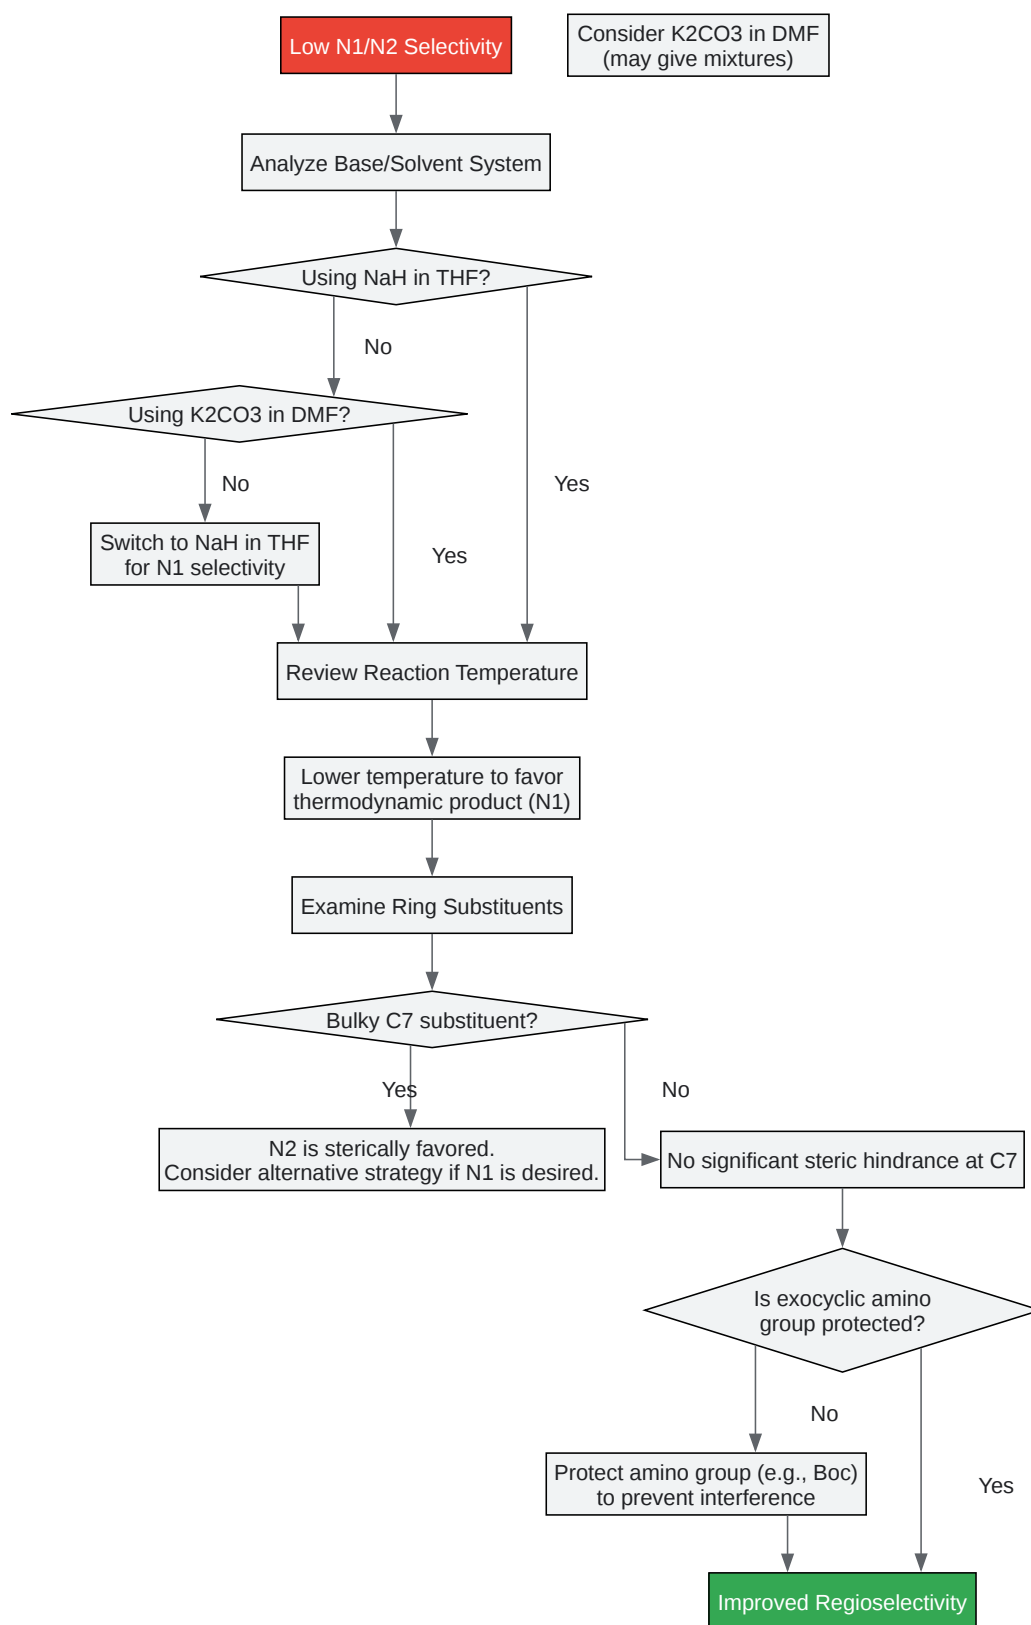 Low N1/N2 Selectivity
Consider K2CO3 in DMF
(may give mixtures)
Analyze Base/Solvent System
Using NaH in THF?
No
Using K2CO3 in DMF?
No
Yes
Switch to NaH in THF
for N1 selectivity
Yes
Review Reaction Temperature
Lower temperature to favor
thermodynamic product (N1)
Examine Ring Substituents
Bulky C7 substituent?
Yes
No
N2 is sterically favored.
Consider alternative strategy if N1 is desired.
No significant steric hindrance at C7
Is exocyclic amino
group protected?
No
Protect amino group (e.g., Boc)
to prevent interference
Yes
Improved Regioselectivity